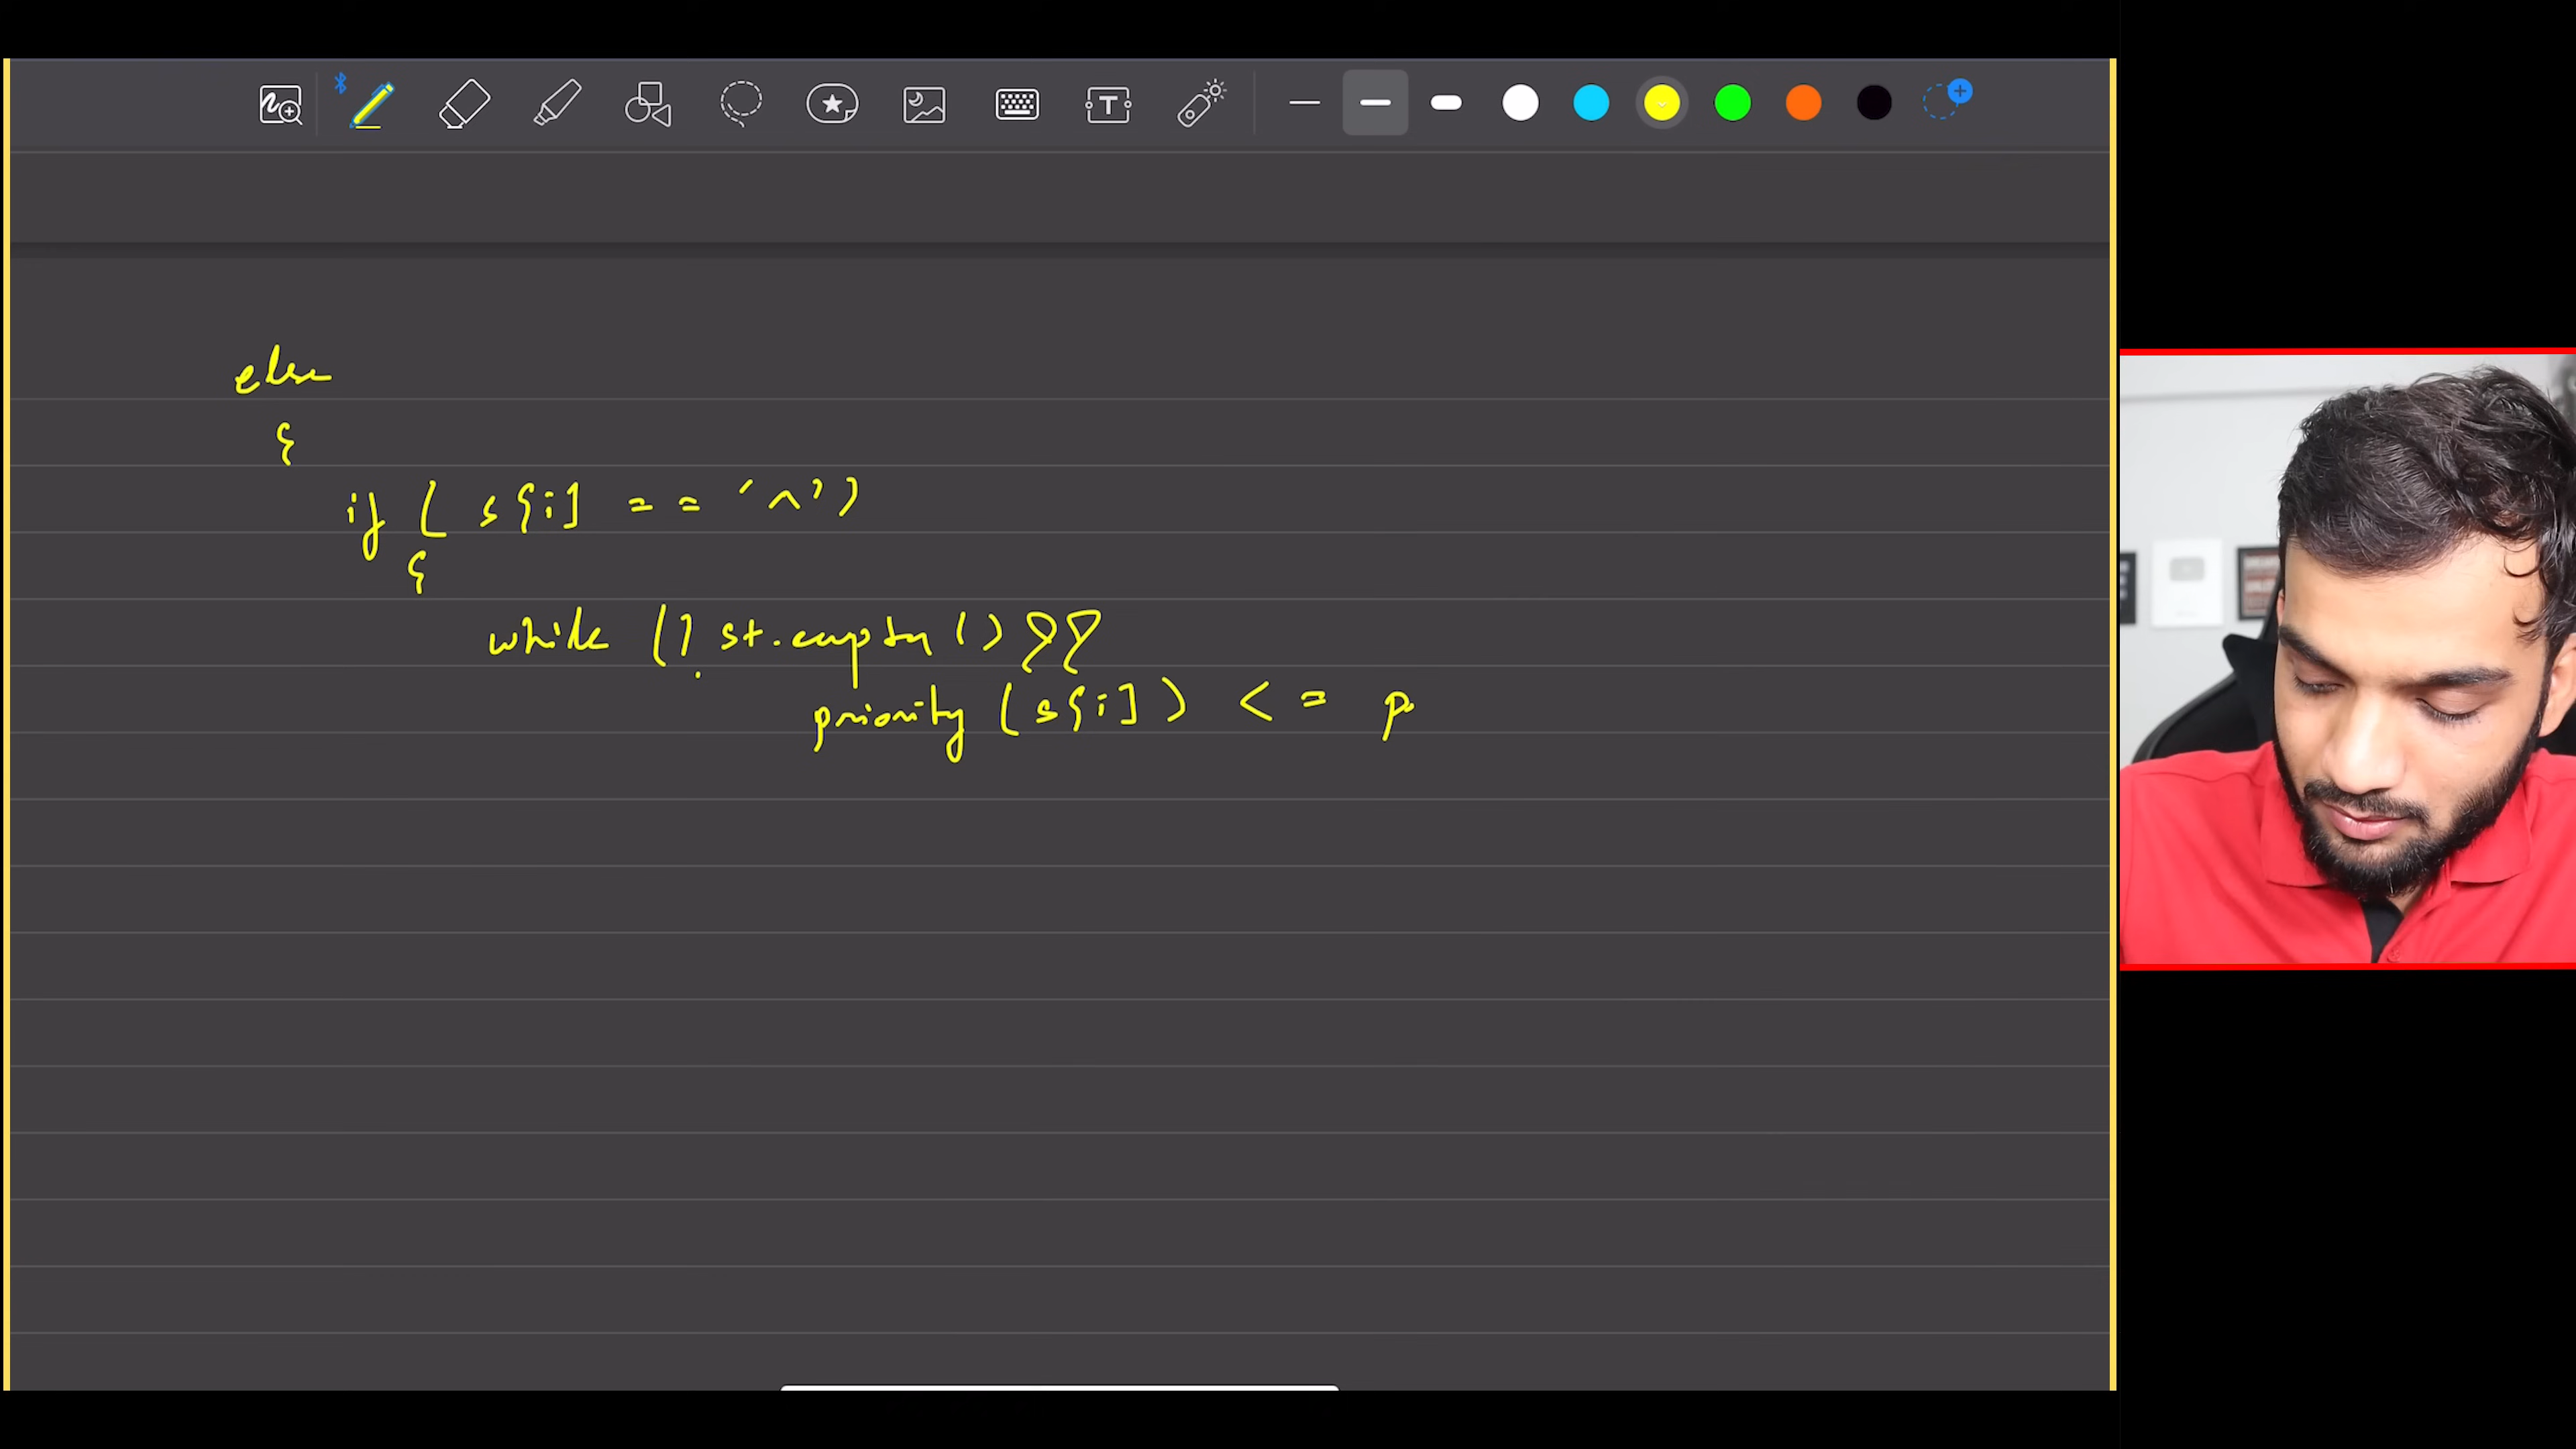 else
{
if ( s[i] == '^')
{
while (! st.empty () &&
priority (s[i]) <= p